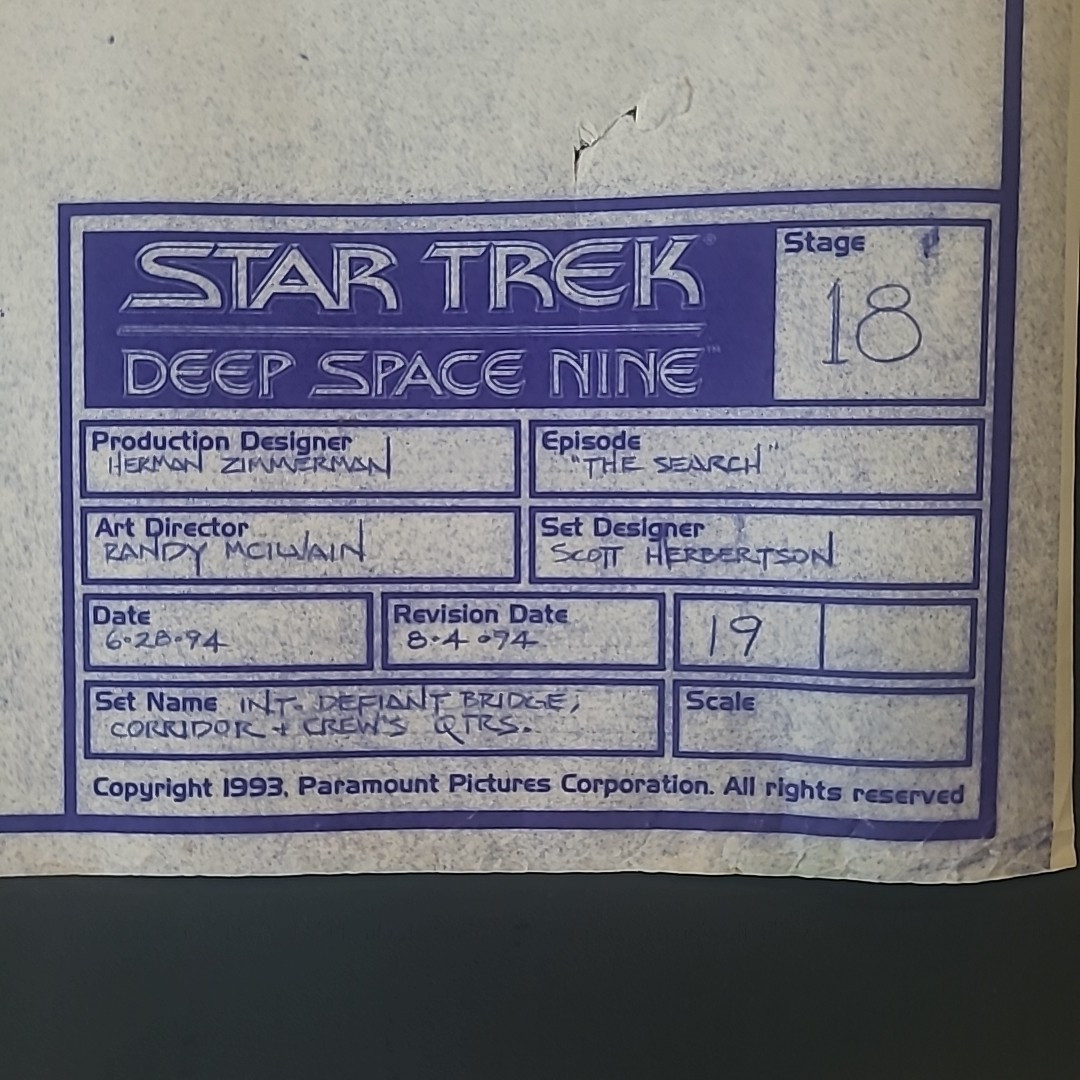 STAR TREK®
DEEP SPACE NINE™
Stage
18
Production Designer
HERMAN ZIMMERMAN
Episode
"THE SEARCH"
Art Director
RANDY MCILVAIN
Set Designer
SCOTT HERBERTSON
Date
6·28·94
Revision Date
8·4·94
19
Set Name INT. DEFIANT BRIDGE,
CORRIDOR + CREW'S QTRS.
Scale
Copyright 1993, Paramount Pictures Corporation. All rights reserved